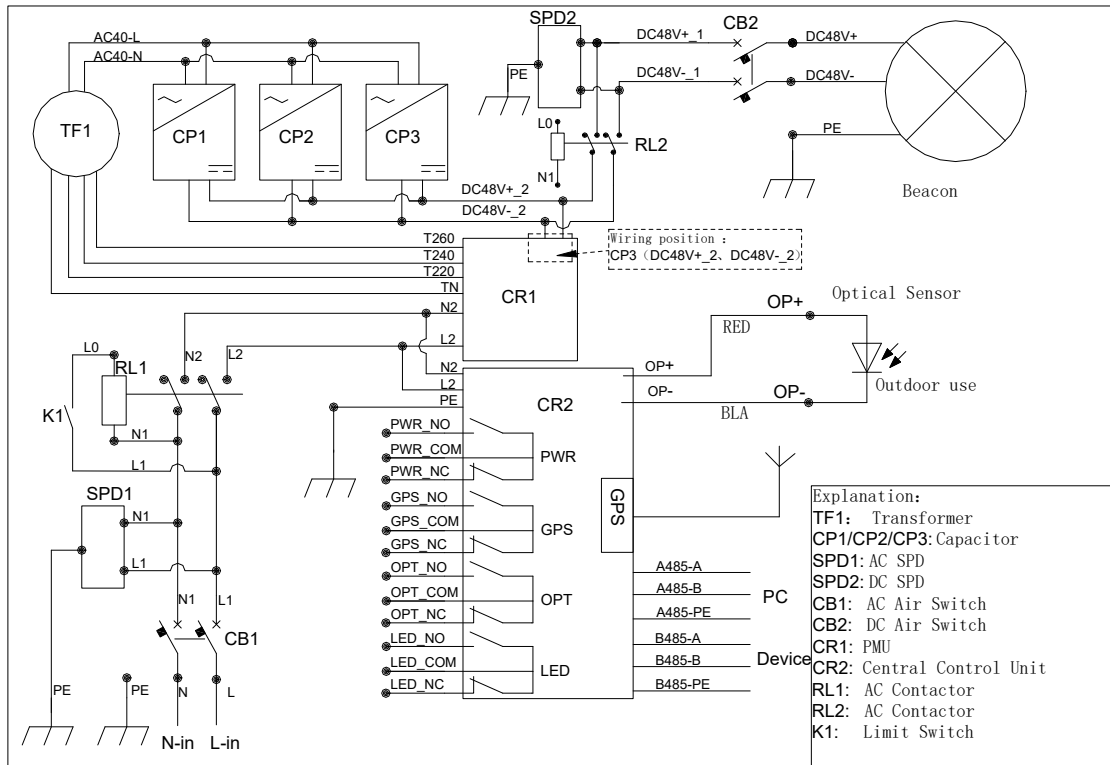 SPD2
CB2
AC40-L
DC48V+_1
DC48V+
AC40-N
PE
DC48V-_1
DC48V-
TF1
CP1
CP2
CP3
L0
RL2
PE
N1
Beacon
DC48V+_2
DC48V-_2
T260
Wiring position :
T240
CP3（DC48V+_2、DC48V-_2）
T220
TN
CR1
Optical Sensor
N2
OP+
RED
L0
N2
L2
L2
RL1
N2
OP+
L2
OP-
OP-
Outdoor use
PE
CR2
BLA
K1
PWR_NO
N1
PWR_COM
PWR
L1
PWR_NC
SPD1
GPS_NO
GPS
N1
GPS_COM
GPS
GPS_NC
L1
OPT_NO
A485-A
OPT_COM
OPT
A485-B
PC
N1
L1
OPT_NC
A485-PE
CB1
LED_NO
B485-A
LED_COM
LED
B485-B
Device
LED_NC
B485-PE
PE
PE
N
L
N-in
L-in
Explanation:
TF1: Transformer
CP1/CP2/CP3: Capacitor
SPD1: AC SPD
SPD2: DC SPD
CB1: AC Air Switch
CB2: DC Air Switch
CR1: PMU
CR2: Central Control Unit
RL1: AC Contactor
RL2: AC Contactor
K1: Limit Switch